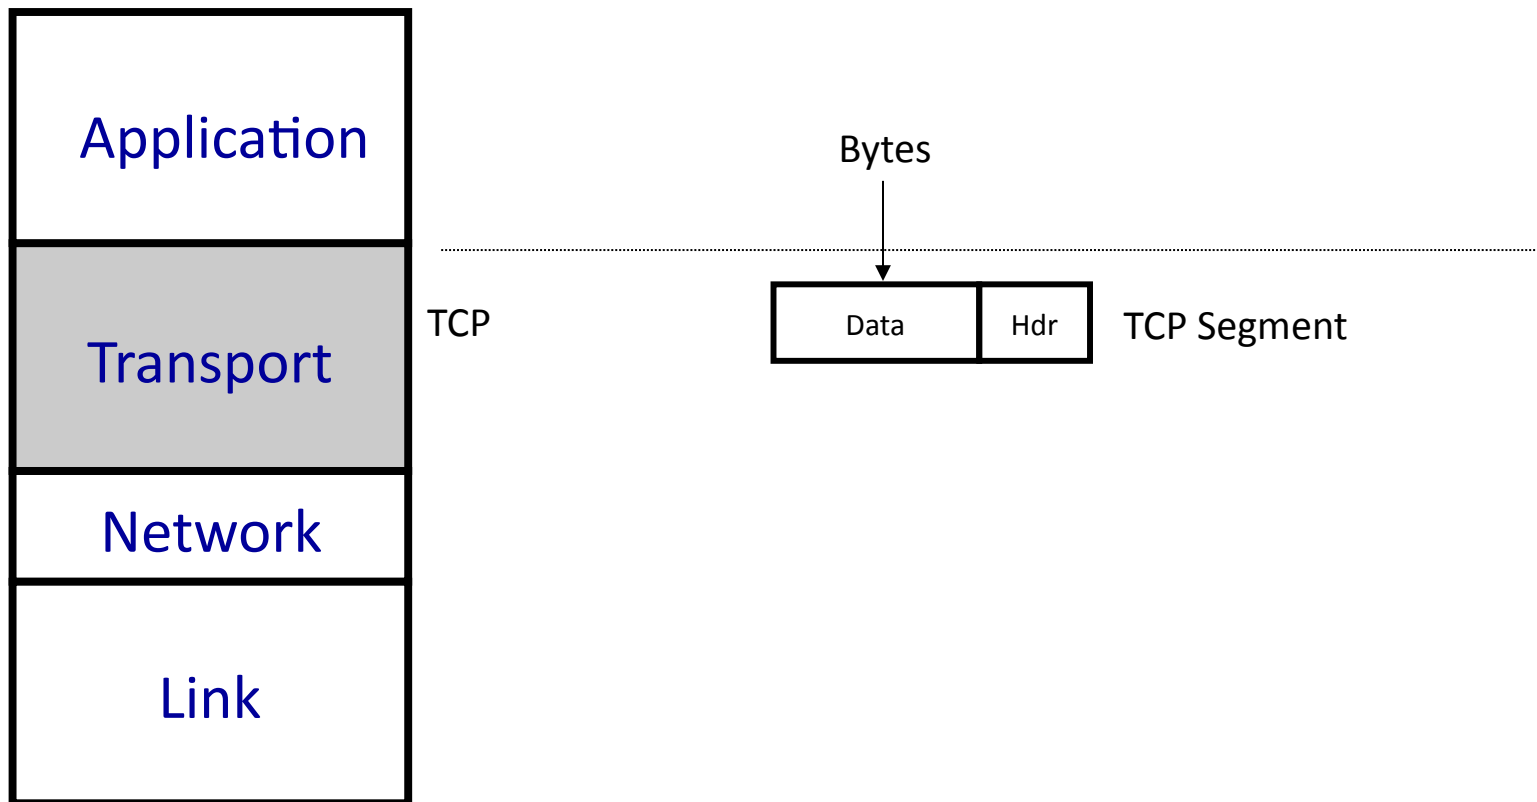 Application
Bytes
TCP
Data
Hdr
TCP Segment
Transport
Network
Link